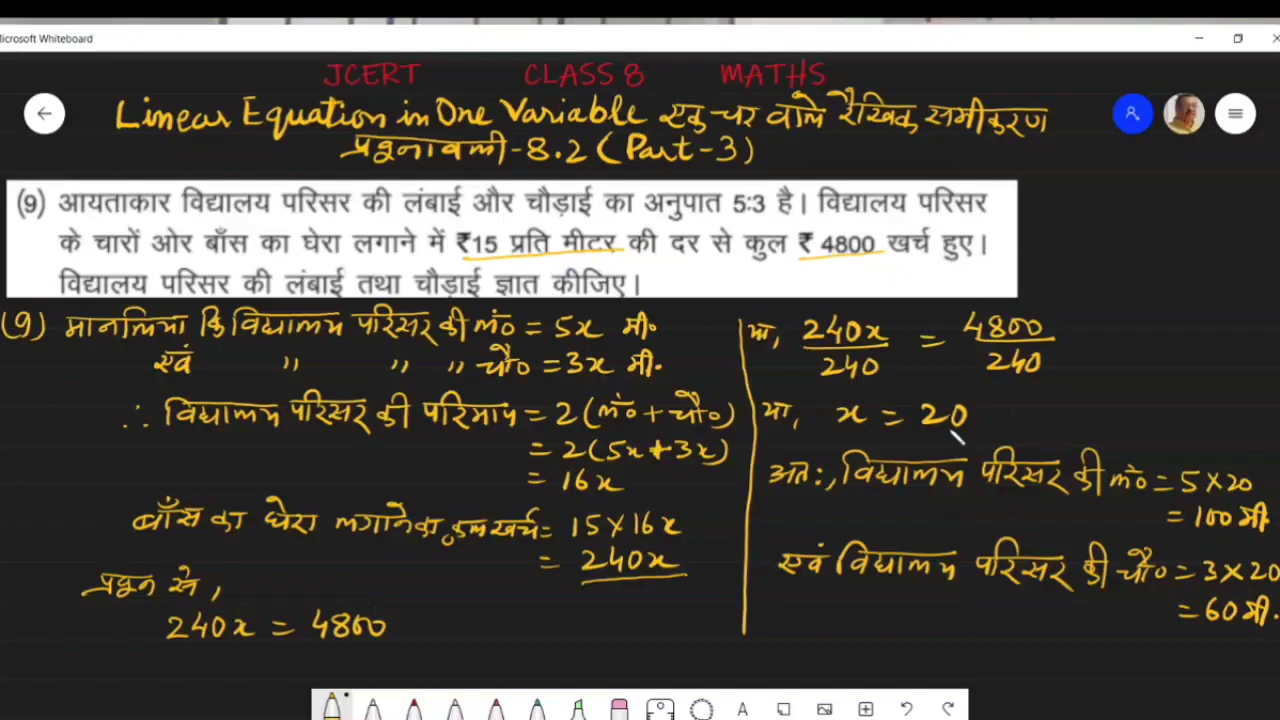 Microsoft Whiteboard
JCERT CLASS 8 MATHS
Linear Equation in One Variable एक चर वाले रैखिक समीकरण
प्रश्नावली-8.2 (Part-3)
(9) आयताकार विद्यालय परिसर की लंबाई और चौड़ाई का अनुपात 5:3 है। विद्यालय परिसर
के चारों ओर बाँस का घेरा लगाने में ₹15 प्रति मीटर की दर से कुल ₹ 4800 खर्च हुए।
विद्यालय परिसर की लंबाई तथा चौड़ाई ज्ञात कीजिए।
(9) मानलिया कि विद्यालय परिसर की लं० = 5x मी.
एवं " " " चौ० = 3x मी.
∴ विद्यालय परिसर की परिमाप = 2 (लं० + चौ०)
= 2(5x+3x)
= 16x
बाँस का घेरा लगाने का कुल खर्च = 15 × 16x
= 240x
प्रश्न से,
240x = 4800
या, 240x/240 = 4800/240
या, x = 20
अतः, विद्यालय परिसर की लं० = 5 × 20
= 100 मी.
एवं विद्यालय परिसर की चौ० = 3 × 20
= 60 मी.
A